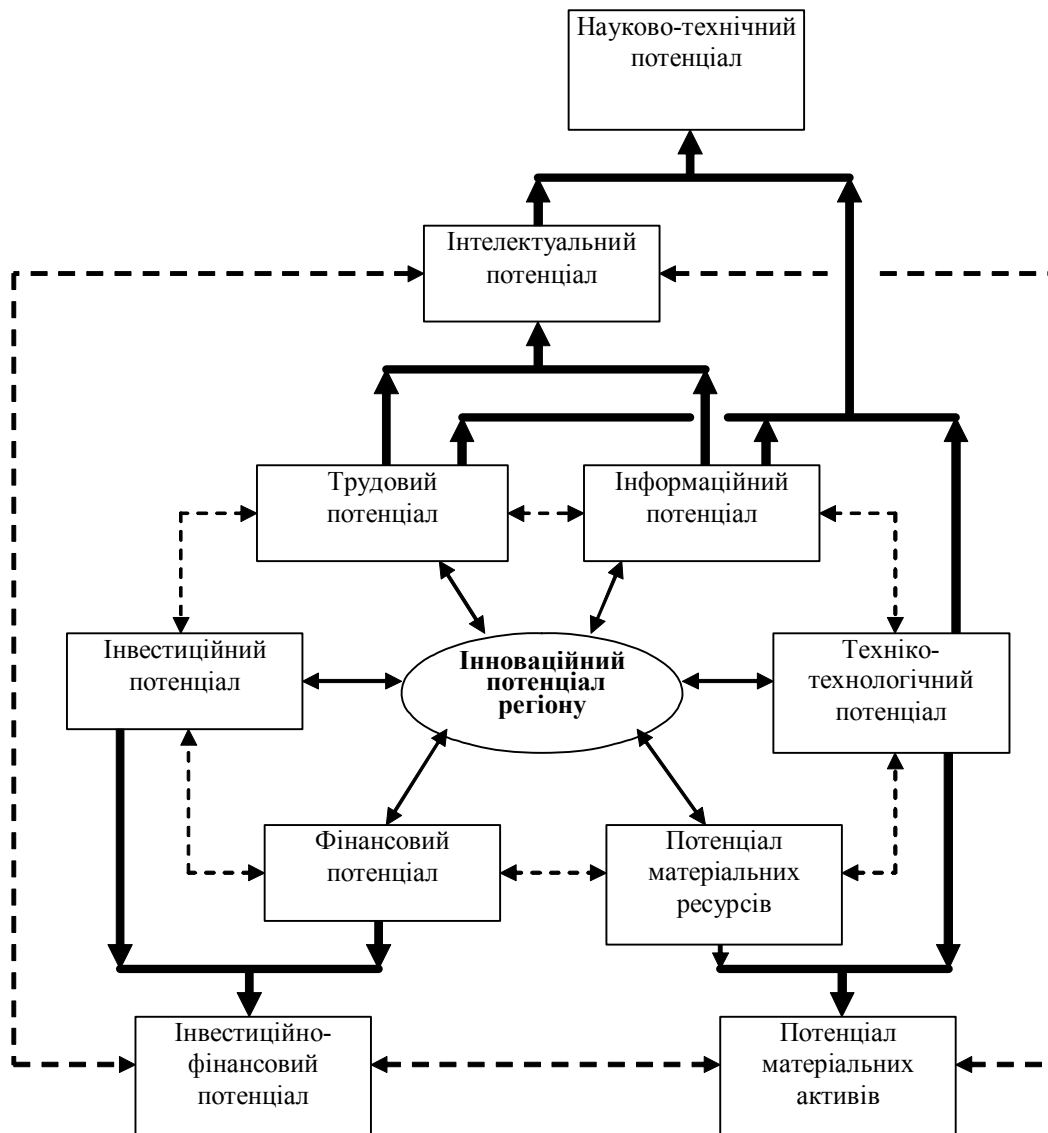 Науково-технічний
потенціал
Інтелектуальний
потенціал
Трудовий
потенціал
Інформаційний
потенціал
Інвестиційний
потенціал
Інноваційний
потенціал
регіону
Техніко-
технологічний
потенціал
Фінансовий
потенціал
Потенціал
матеріальних
ресурсів
Інвестиційно-
фінансовий
потенціал
Потенціал
матеріальних
активів